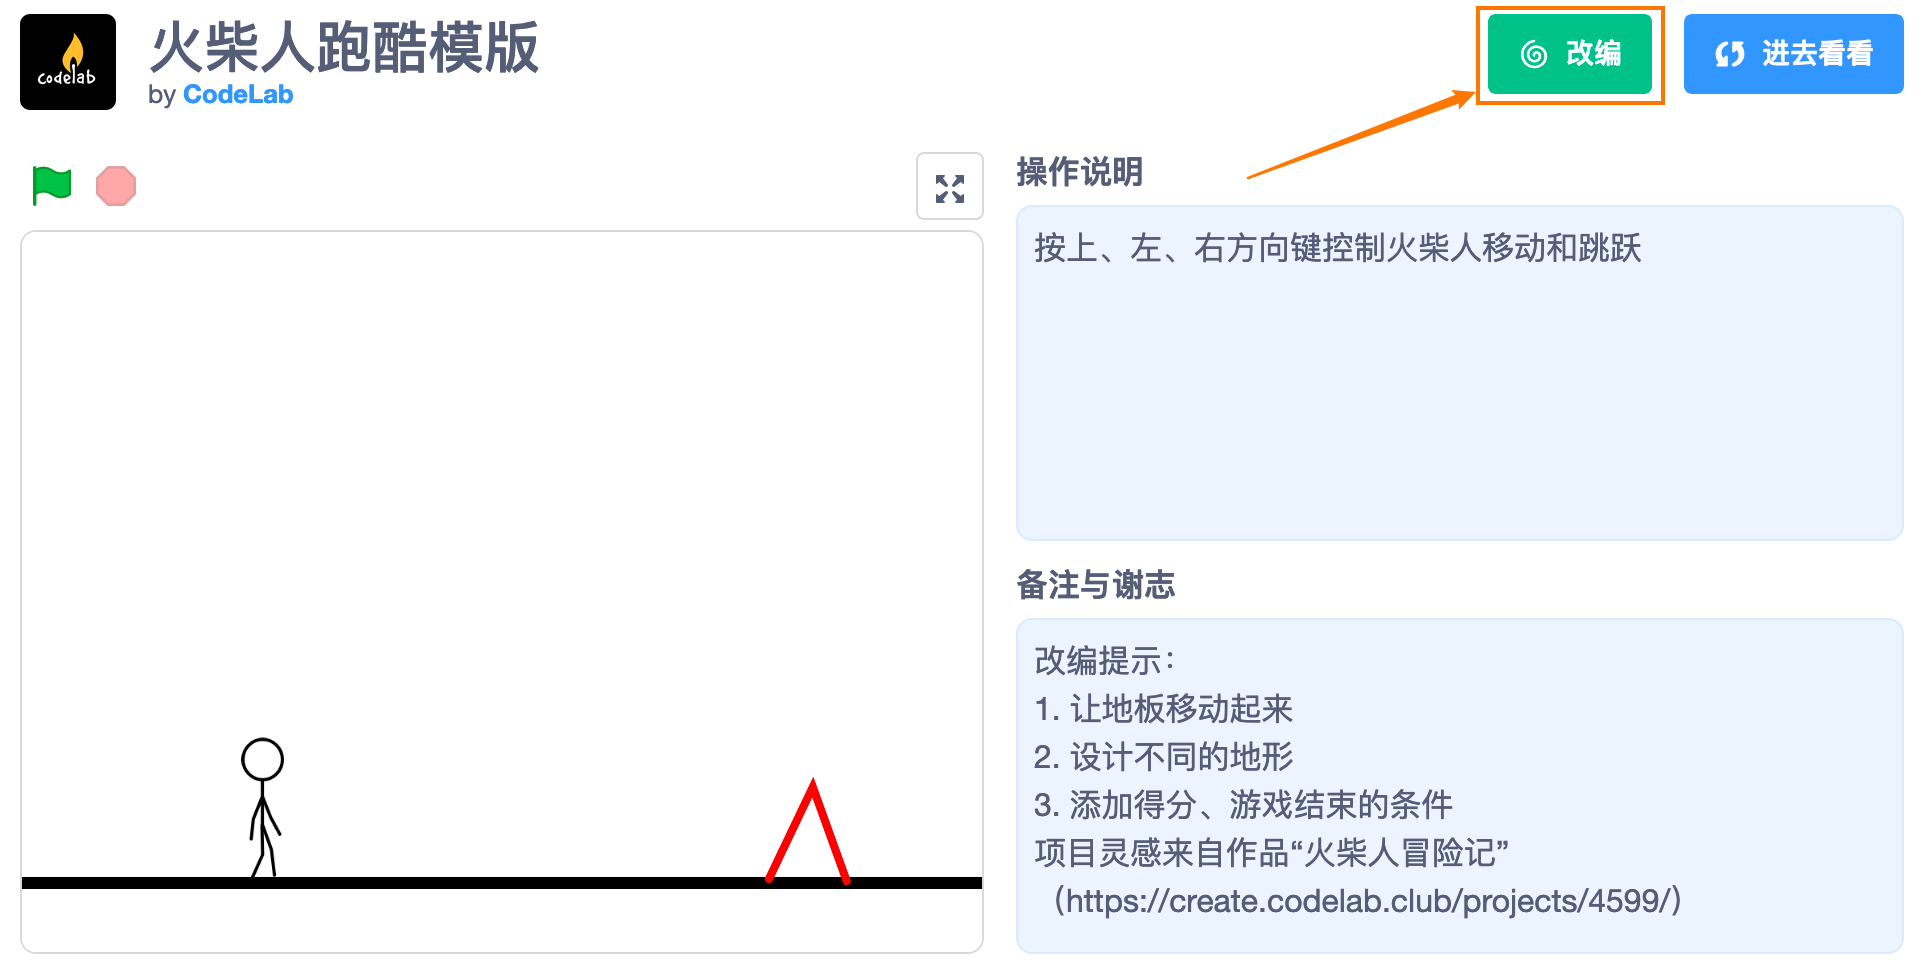 codelab
火柴人跑酷模版
by CodeLab
改编
进去看看
操作说明
按上、左、右方向键控制火柴人移动和跳跃
备注与谢志
改编提示：
1. 让地板移动起来
2. 设计不同的地形
3. 添加得分、游戏结束的条件
项目灵感来自作品“火柴人冒险记”
（https://create.codelab.club/projects/4599/）